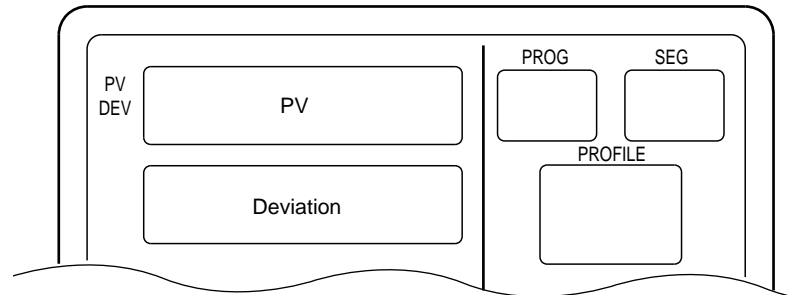 PV
DEV
PV
Deviation
PROG
SEG
PROFILE